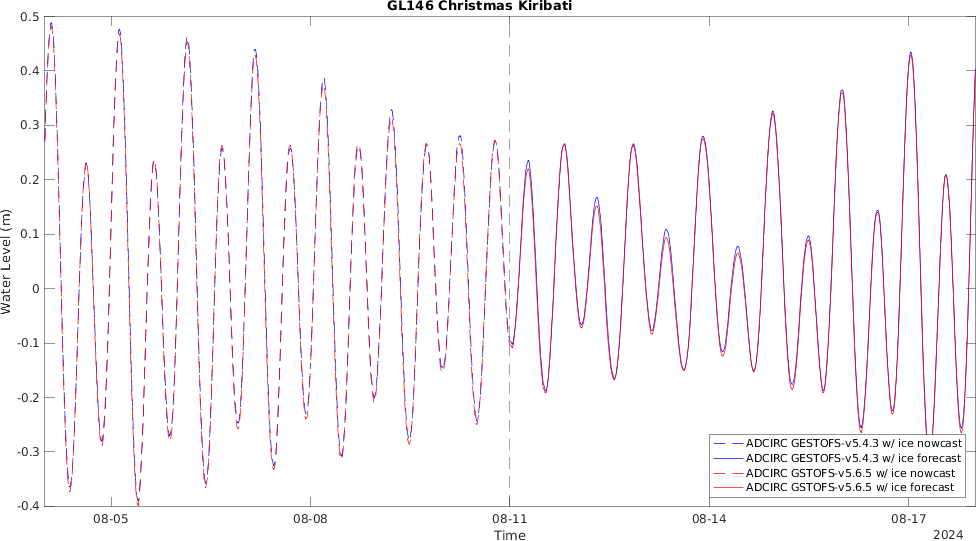 GL146 Christmas Kiribati
0.5
0.4
0.3
0.2
0.1
0
-0.1
-0.2
-0.3
-0.4
Water Level (m)
ADCIRC GESTOFS-v5.4.3 w/ ice nowcast
ADCIRC GESTOFS-v5.4.3 w/ ice forecast
ADCIRC GSTOFS-v5.6.5 w/ ice nowcast
ADCIRC GSTOFS-v5.6.5 w/ ice forecast
08-05
08-08
08-11
08-14
08-17
Time
2024